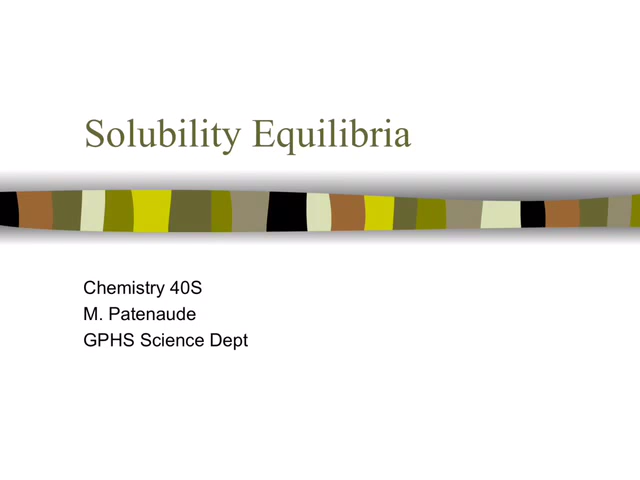 Solubility Equilibria
Chemistry 40S
M. Patenaude
GPHS Science Dept